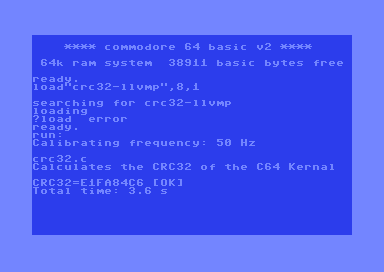 **** commodore 64 basic v2 ****
64k ram system  38911 basic bytes free
ready.
load"crc32-llvmp",8,1
searching for crc32-llvmp
loading
?load  error
ready.
run:
Calibrating frequency: 50 Hz
crc32.c
Calculates the CRC32 of the C64 Kernal
CRC32=E1FA84C6 [OK]
Total time: 3.6 s